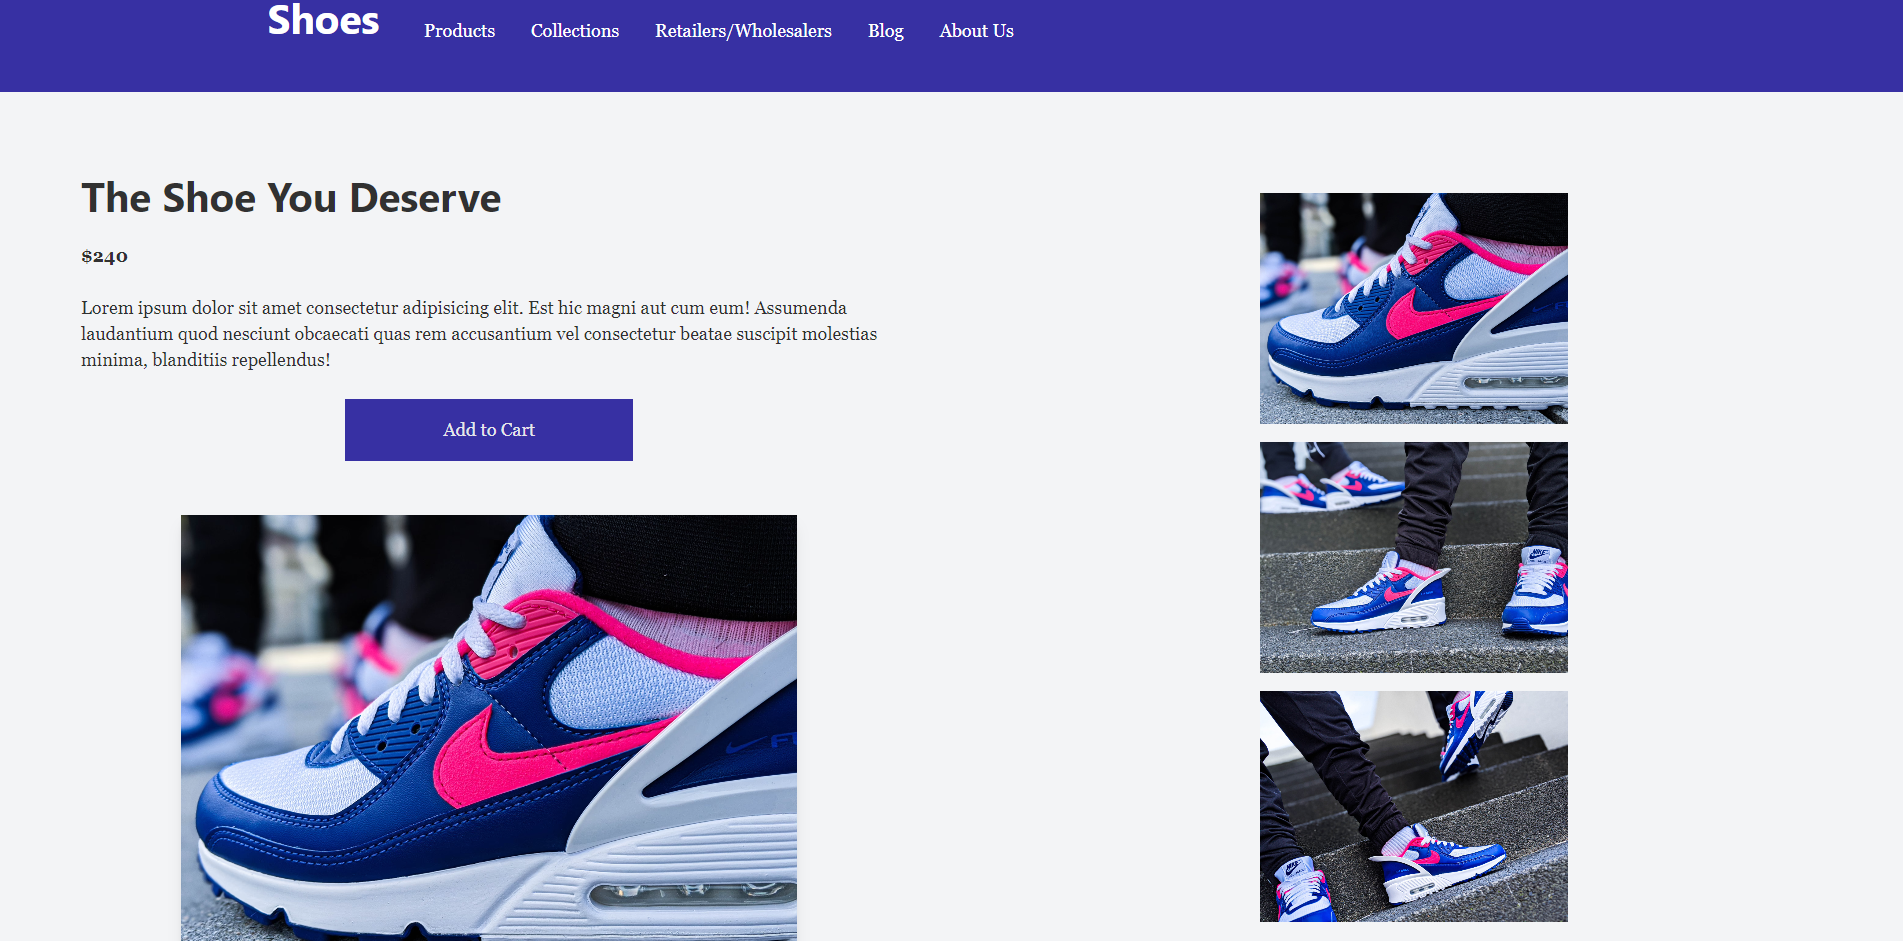 Shoes
Products
Collections
Retailers/Wholesalers
Blog
About Us
The Shoe You Deserve
$240
Lorem ipsum dolor sit amet consectetur adipisicing elit. Est hic magni aut cum eum! Assumenda
laudantium quod nesciunt obcaecati quas rem accusantium vel consectetur beatae suscipit molestias
minima, blanditiis repellendus!
Add to Cart
NIKE
NIKE